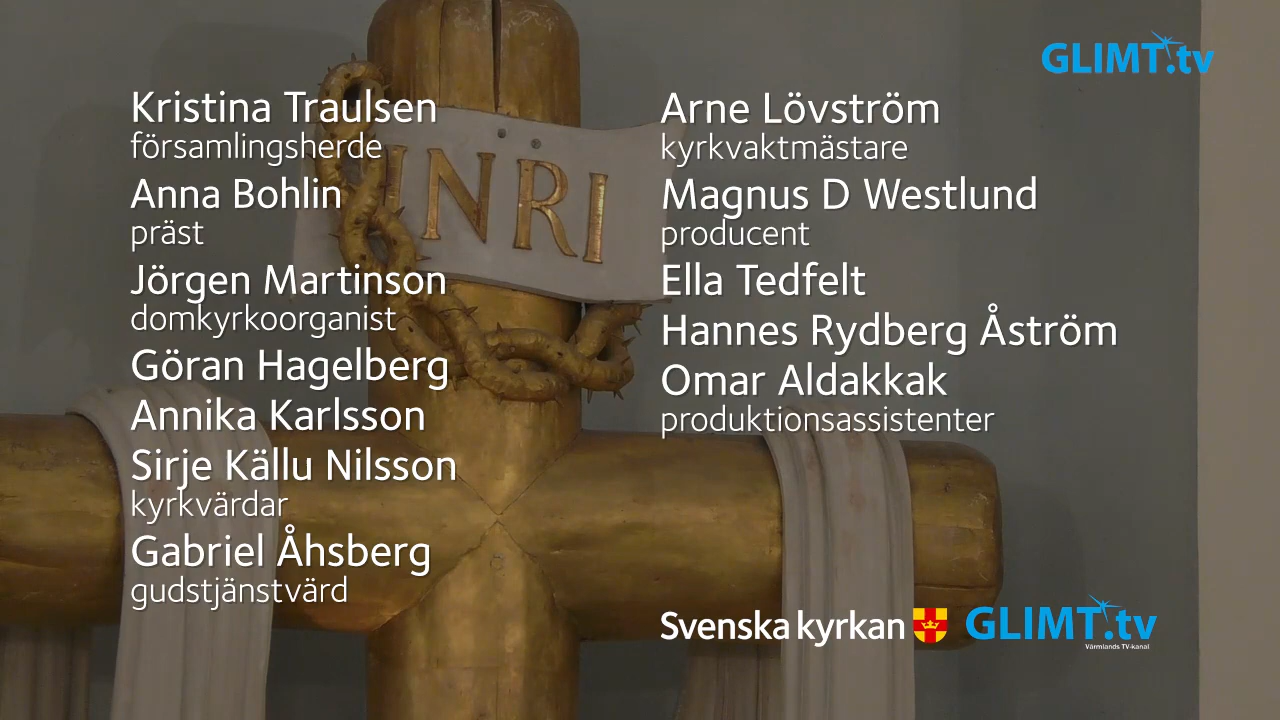 GLIMT.tv
Kristina Traulsen
församlingsherde
Anna Bohlin
präst
Jörgen Martinson
domkyrkoorganist
Göran Hagelberg
Annika Karlsson
Sirje Källu Nilsson
kyrkvärdar
Gabriel Åhsberg
gudstjänstvärd
Arne Lövström
kyrkvaktmästare
Magnus D Westlund
producent
Ella Tedfelt
Hannes Rydberg Åström
Omar Aldakkak
produktionsassistenter
INRI
Svenska kyrkan
GLIMT.tv
Värmlands TV-kanal